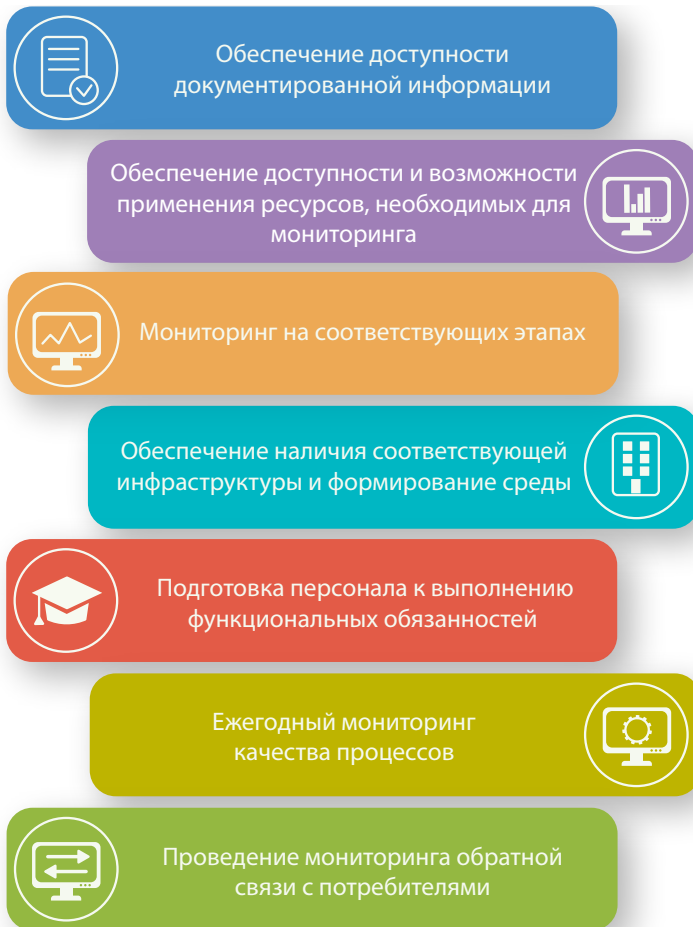 Обеспечение доступности
документированной информации
Обеспечение доступности и возможности
применения ресурсов, необходимых для
мониторинга
Мониторинг на соответствующих этапах
Обеспечение наличия соответствующей
инфраструктуры и формирование среды
Подготовка персонала к выполнению
функциональных обязанностей
Ежегодный мониторинг
качества процессов
Проведение мониторинга обратной
связи с потребителями